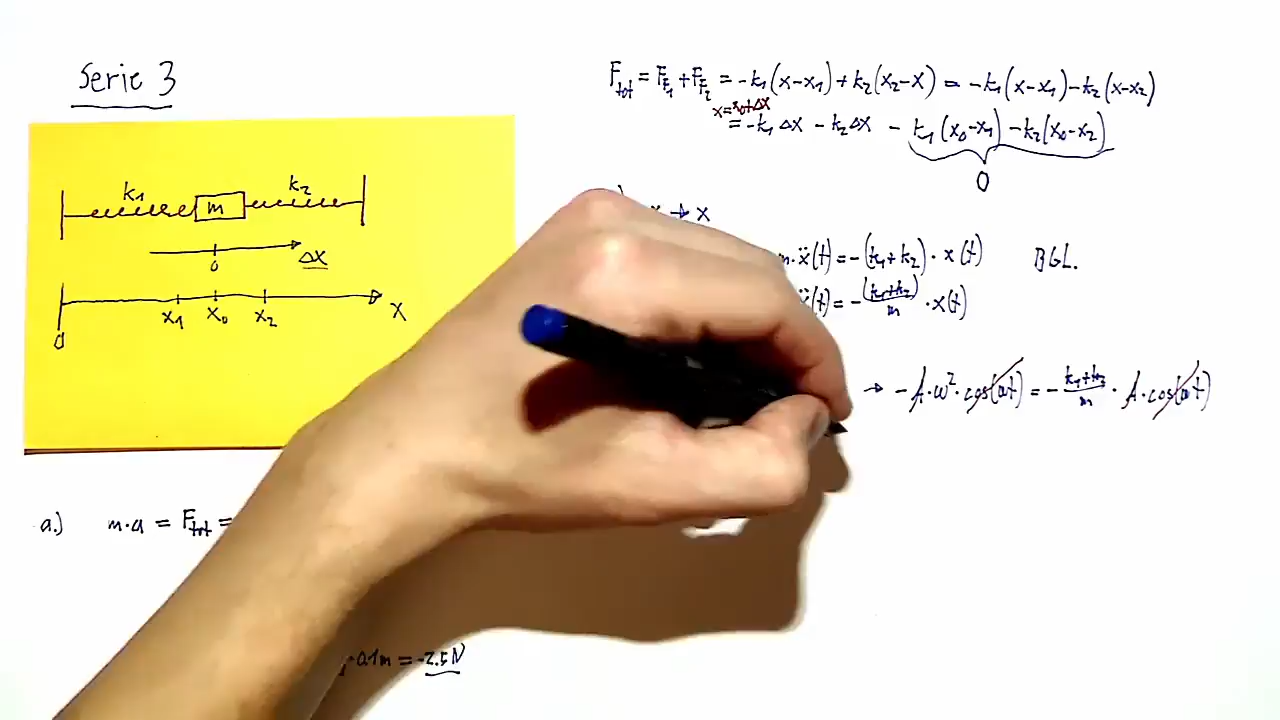 Serie 3
k₁ m k₂
0 Δx
0 x₁ x₀ x₂ x
a.) m·a = F_tot =
·0.1m = -2.5N
F_tot = F_F₁ + F_F₂ = -k₁(x-x₁)+k₂(x₂-x) = -k₁(x-x₁)-k₂(x-x₂)
x=x₀+Δx
= -k₁Δx - k₂Δx - k₁(x₀-x₁) - k₂(x₀-x₂)
0
→ x
m·ẍ(t) = -(k₁+k₂)·x(t) BGL.
ẍ(t) = -(k₁+k₂)/m ·x(t)
→ -A·ω²·cos(ωt) = -k₁+k₂/m · A·cos(ωt)